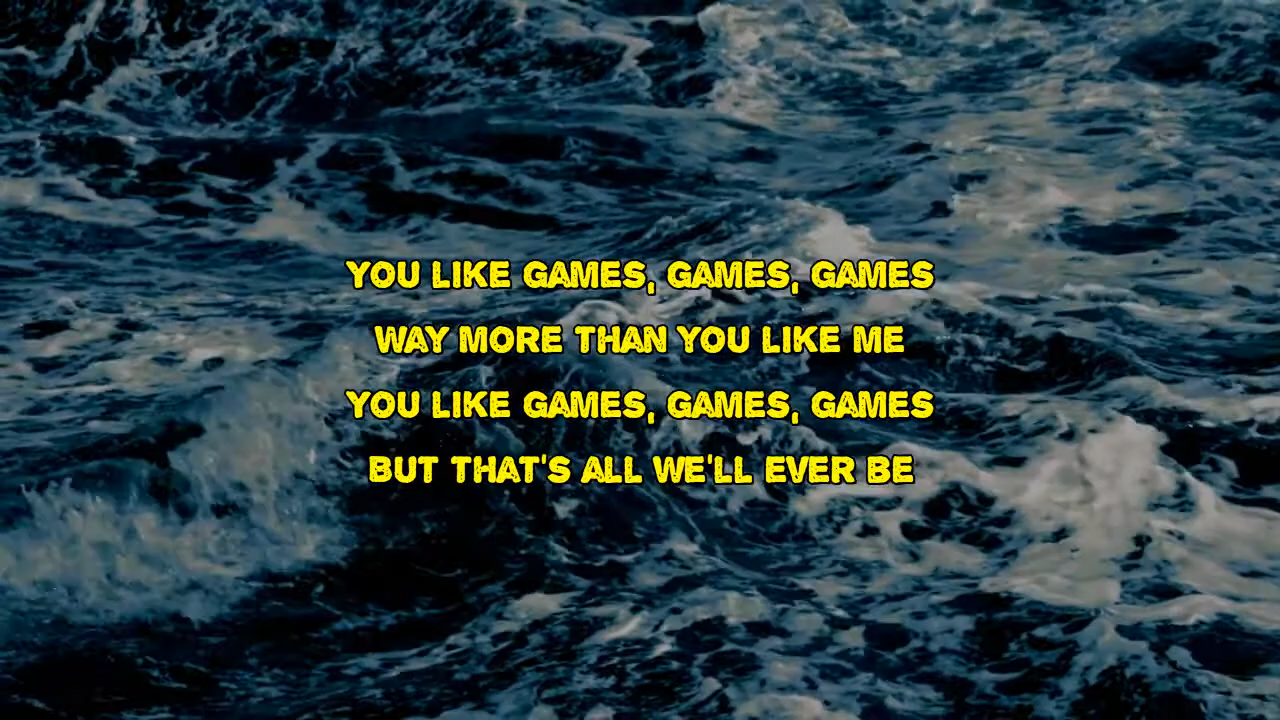 YOU LIKE GAMES, GAMES, GAMES
WAY MORE THAN YOU LIKE ME
YOU LIKE GAMES, GAMES, GAMES
BUT THAT'S ALL WE'LL EVER BE